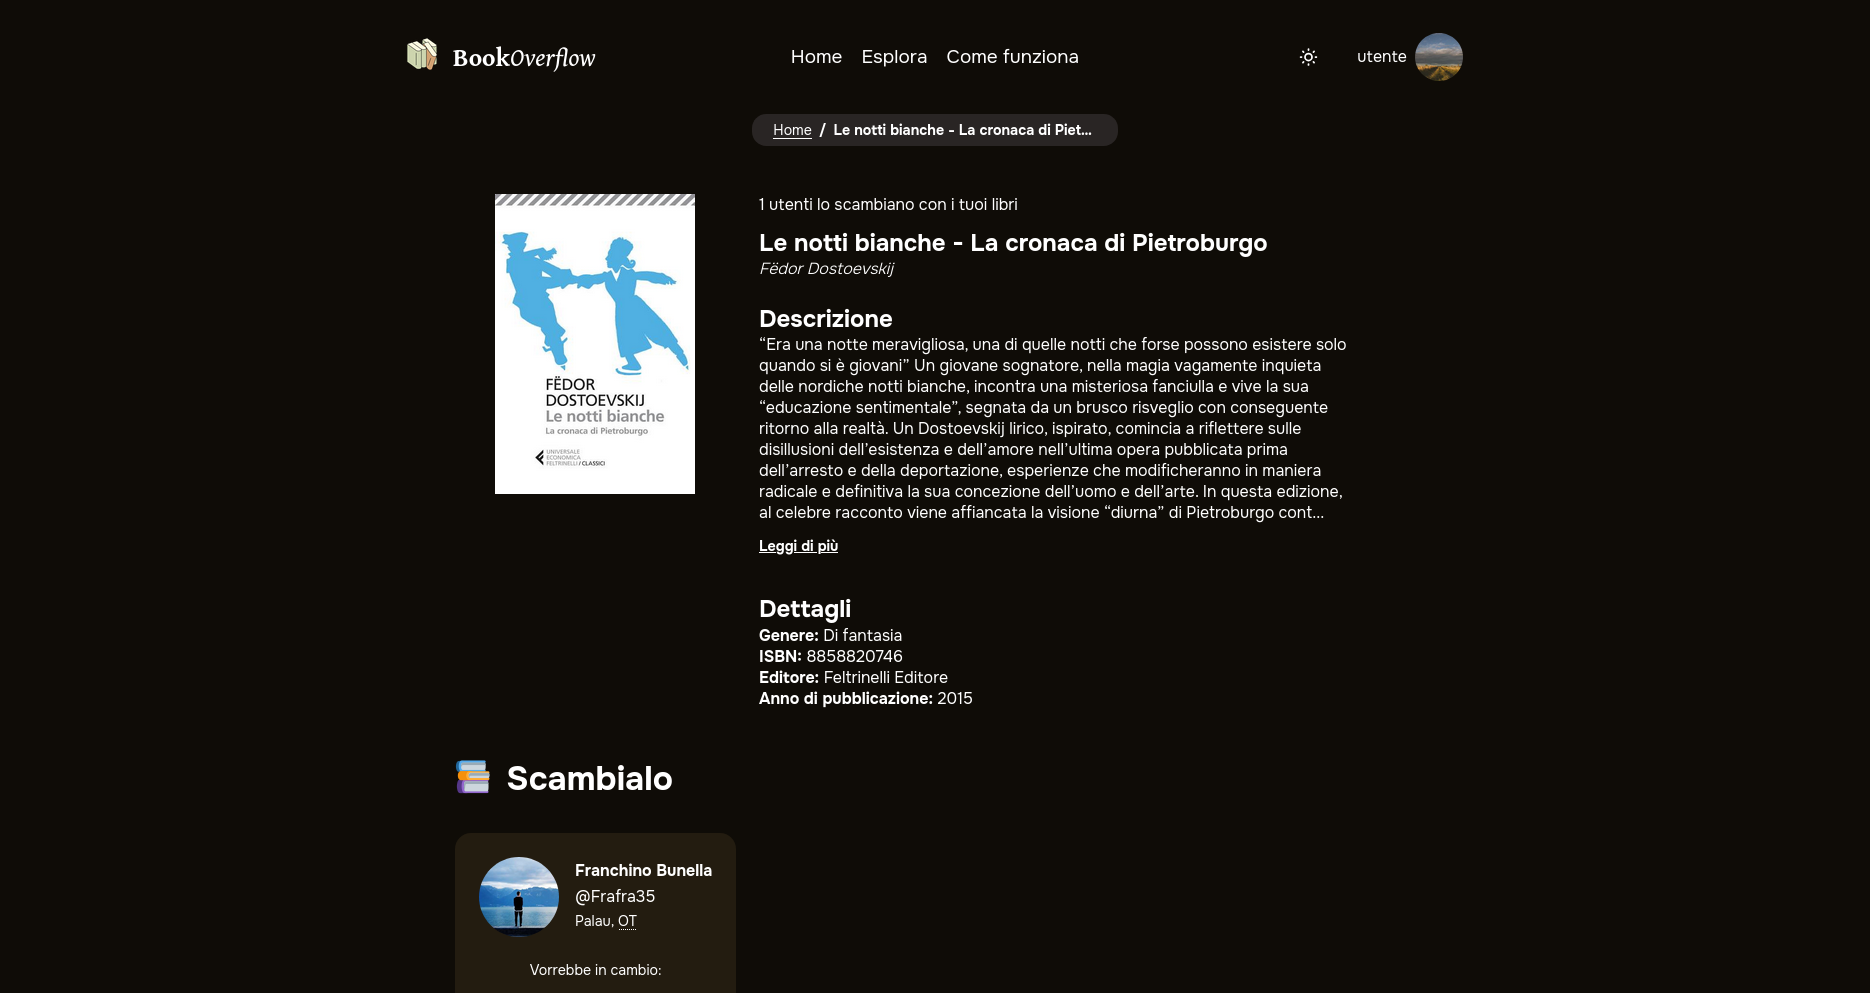 BookOverflow
Home Esplora Come funziona
utente
Home / Le notti bianche - La cronaca di Piet...
FËDOR
DOSTOEVSKIJ
Le notti bianche
La cronaca di Pietroburgo
UNIVERSALE
ECONOMICA
FELTRINELLI/CLASSICI
1 utenti lo scambiano con i tuoi libri
Le notti bianche - La cronaca di Pietroburgo
Fëdor Dostoevskij
Descrizione
“Era una notte meravigliosa, una di quelle notti che forse possono esistere solo
quando si è giovani” Un giovane sognatore, nella magia vagamente inquieta
delle nordiche notti bianche, incontra una misteriosa fanciulla e vive la sua
“educazione sentimentale”, segnata da un brusco risveglio con conseguente
ritorno alla realtà. Un Dostoevskij lirico, ispirato, comincia a riflettere sulle
disillusioni dell’esistenza e dell’amore nell’ultima opera pubblicata prima
dell’arresto e della deportazione, esperienze che modificheranno in maniera
radicale e definitiva la sua concezione dell’uomo e dell’arte. In questa edizione,
al celebre racconto viene affiancata la visione “diurna” di Pietroburgo cont...
Leggi di più
Dettagli
Genere: Di fantasia
ISBN: 8858820746
Editore: Feltrinelli Editore
Anno di pubblicazione: 2015
Scambialo
Franchino Bunella
@Frafra35
Palau, OT
Vorrebbe in cambio: